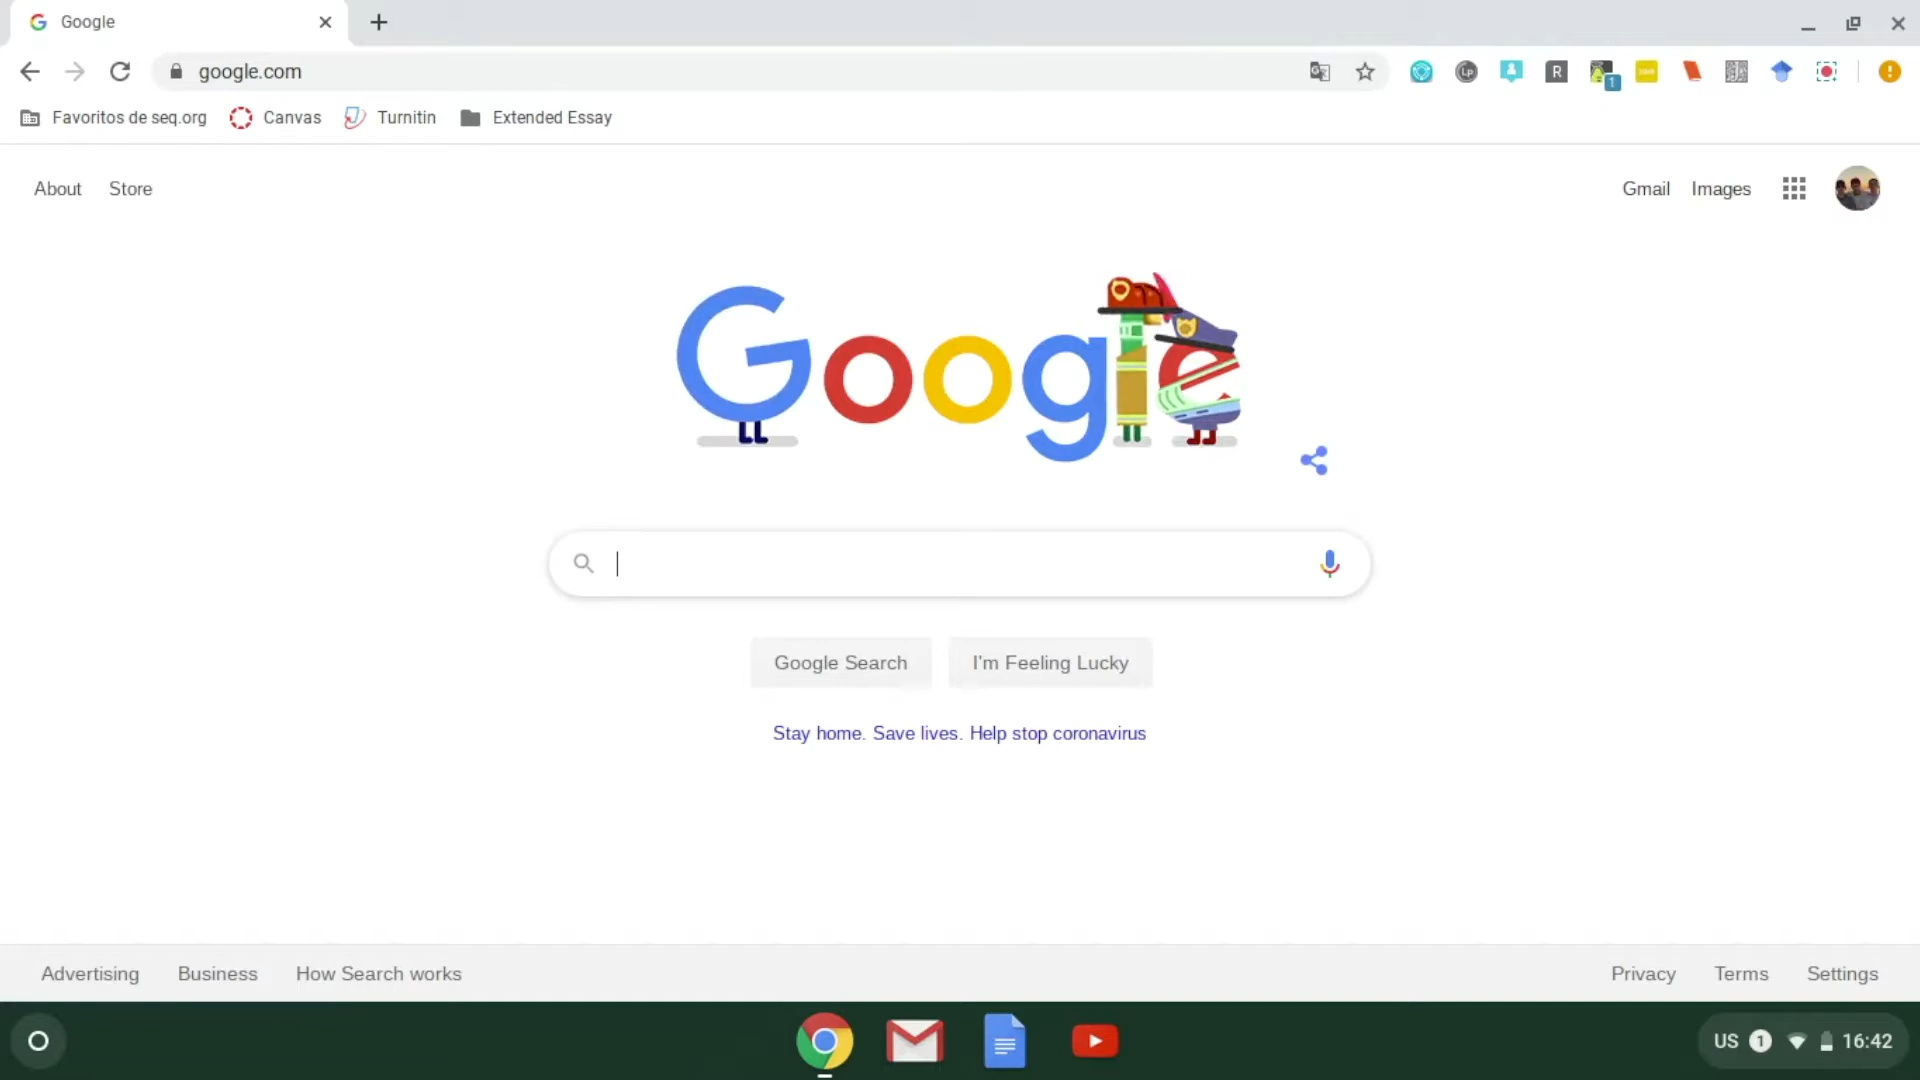 Google
google.com
Favoritos de seq.org Canvas Turnitin Extended Essay
About Store Gmail Images
Google
Google Search I'm Feeling Lucky
Stay home. Save lives. Help stop coronavirus
Advertising Business How Search works Privacy Terms Settings
US 1 16:42